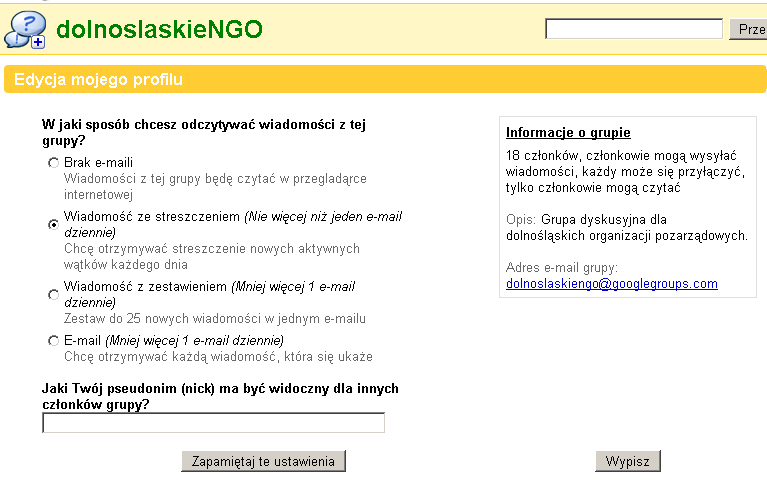 dolnoslaskieNGO
Prze
Edycja mojego profilu
W jaki sposób chcesz odczytywać wiadomości z tej
grupy?
Brak e-maili
Wiadomości z tej grupy będę czytać w przegladąrce
internetowej
Wiadomość ze streszczeniem (Nie więcej niż jeden e-mail
dziennie)
Chcę otrzymywać streszczenie nowych aktywnych
wątków każdego dnia
Wiadomość z zestawieniem (Mniej więcej 1 e-mail
dziennie)
Zestaw do 25 nowych wiadomości w jednym e-mailu
E-mail (Mniej więcej 1 e-mail dziennie)
Chcę otrzymywać każdą wiadomość, która się ukaże
Jaki Twój pseudonim (nick) ma być widoczny dla innych
członków grupy?
Zapamiętaj te ustawienia
Informacje o grupie
18 członków, członkowie mogą wysyłać
wiadomości, każdy może się przyłączyć,
tylko członkowie mogą czytać
Opis: Grupa dyskusyjna dla
dolnośląskich organizacji pozarządowych.
Adres e-mail grupy:
dolnoslaskiengo@googlegroups.com
Wypisz